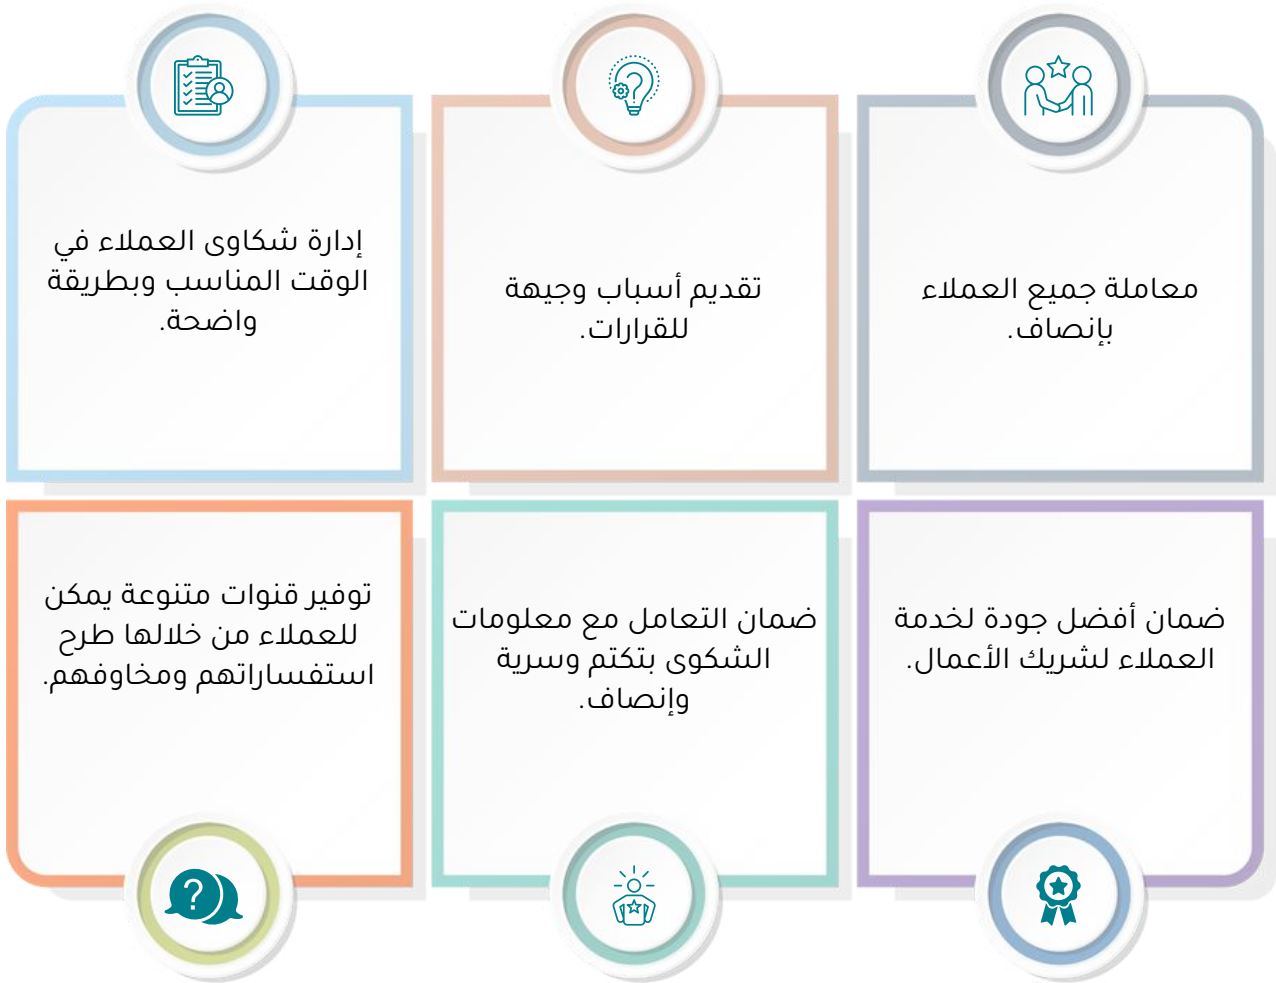 معاملة جميع العملاء
بإنصاف.
تقديم أسباب وجيهة
للقرارات.
إدارة شكاوى العملاء في
الوقت المناسب وبطريقة
واضحة.
ضمان أفضل جودة لخدمة
العملاء لشريك الأعمال.
ضمان التعامل مع معلومات
الشكوى بتكتم وسرية
وإنصاف.
توفير قنوات متنوعة يمكن
للعملاء من خلالها طرح
استفساراتهم ومخاوفهم.
?